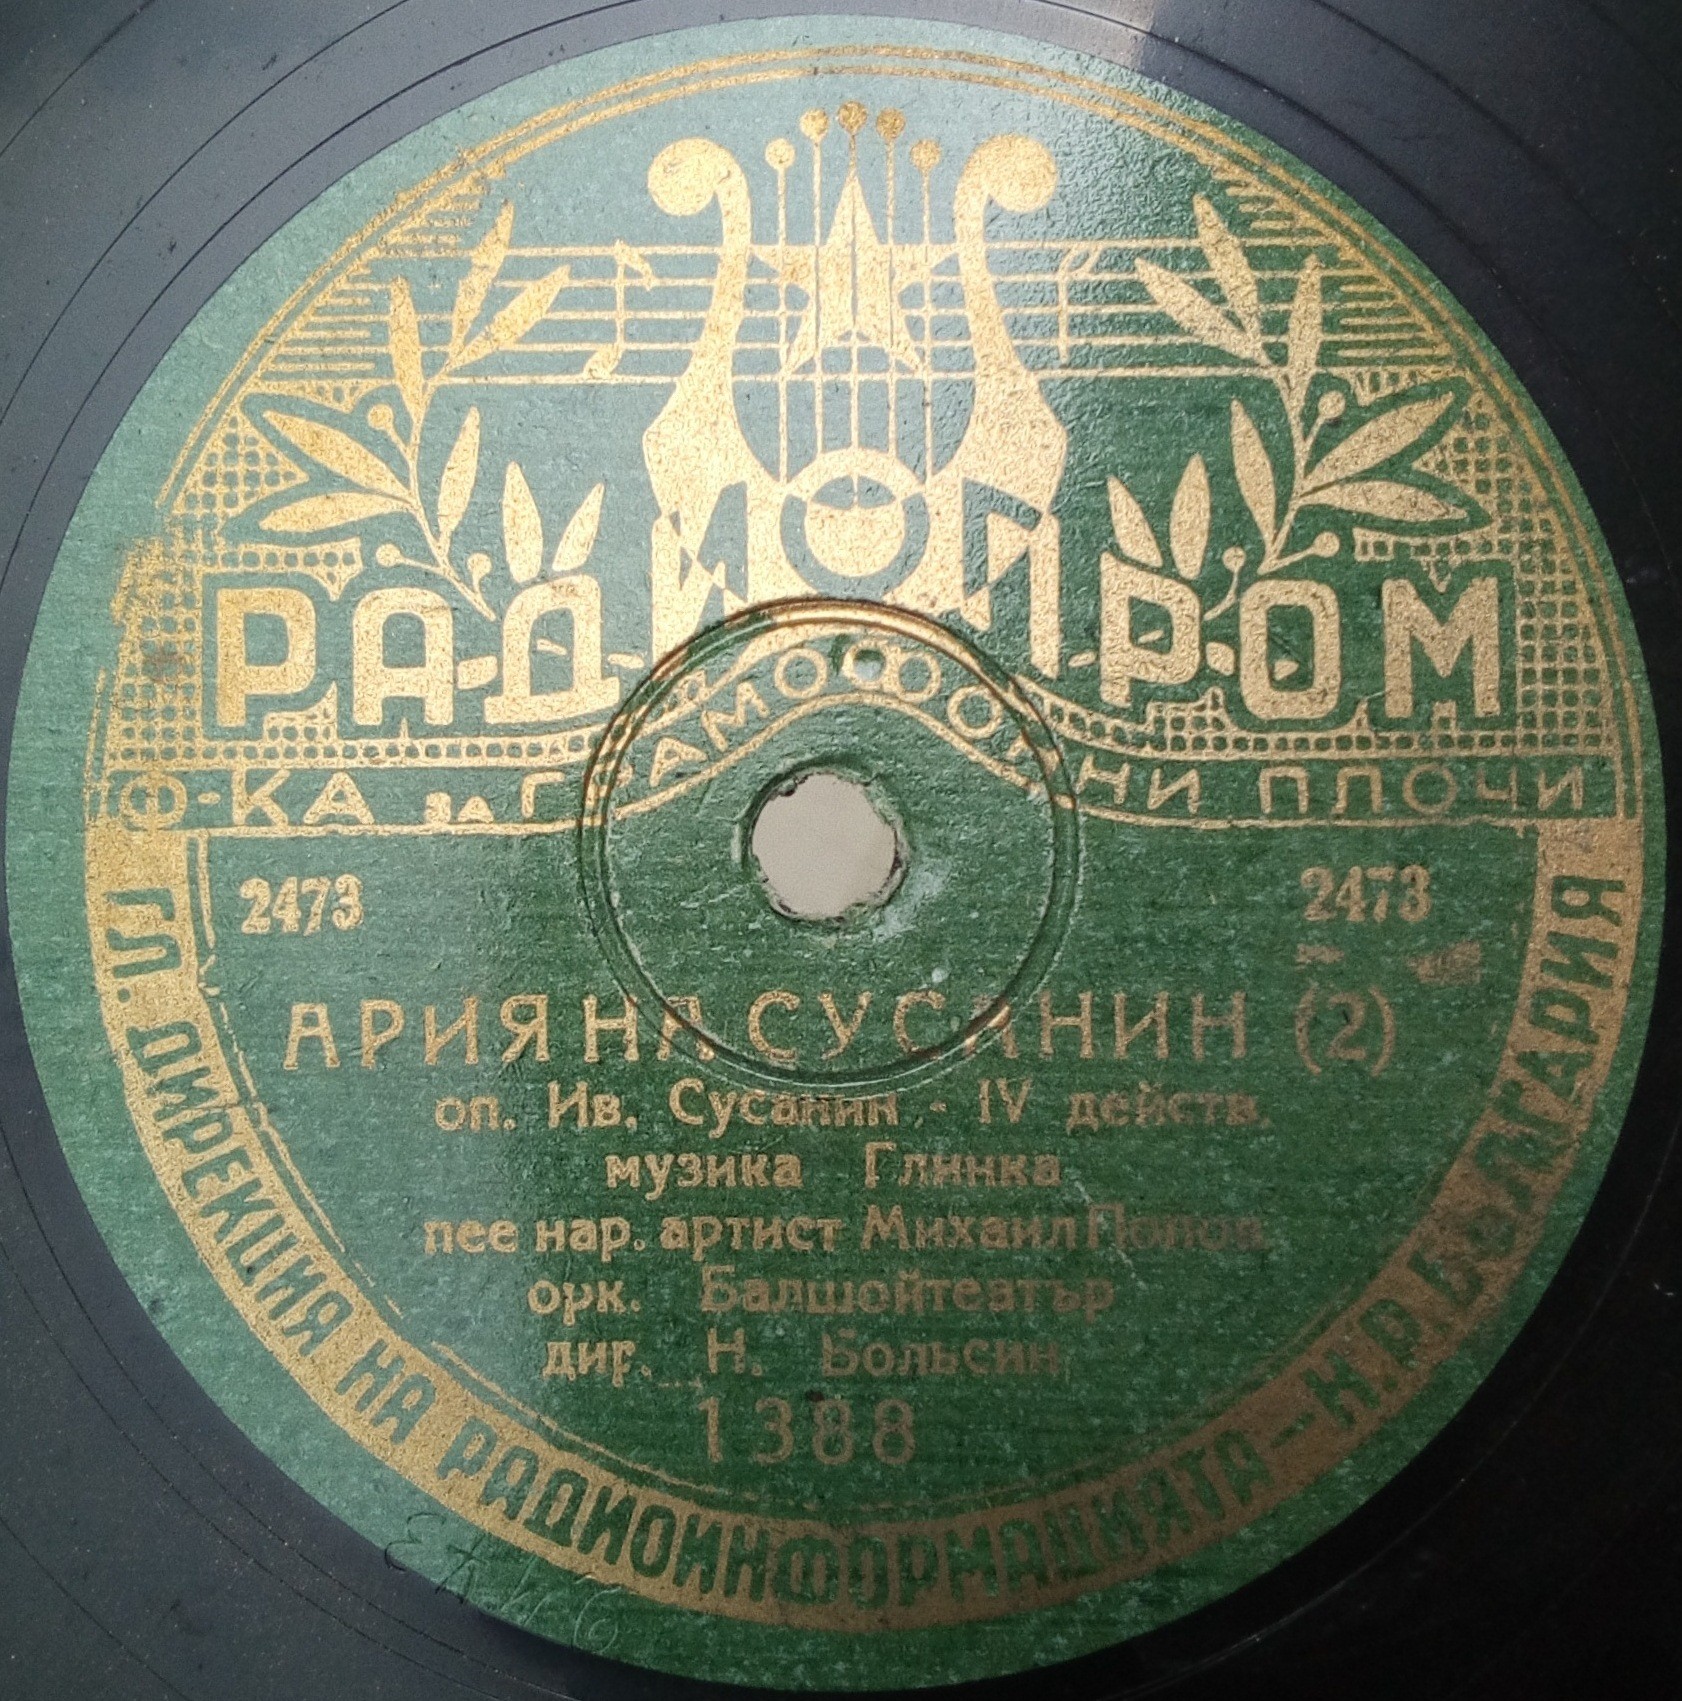 РАДИОПРОМ
Ф-КА ЗА ГРАМОФОННИ ПЛОЧИ
2473 2473
АРИЯ НА СУСАНИН (2)
оп. Ив. Сусанин - IV действ.
музика Глинка
пее нар. артист Михаил Попов
орк. Балшойтеатър
дир. Н. Больсин
1388
ГЛ. ДИРЕКЦИЯ НА РАДИОИНФОРМАЦИЯТА - Н.Р. БЪЛГАРИЯ